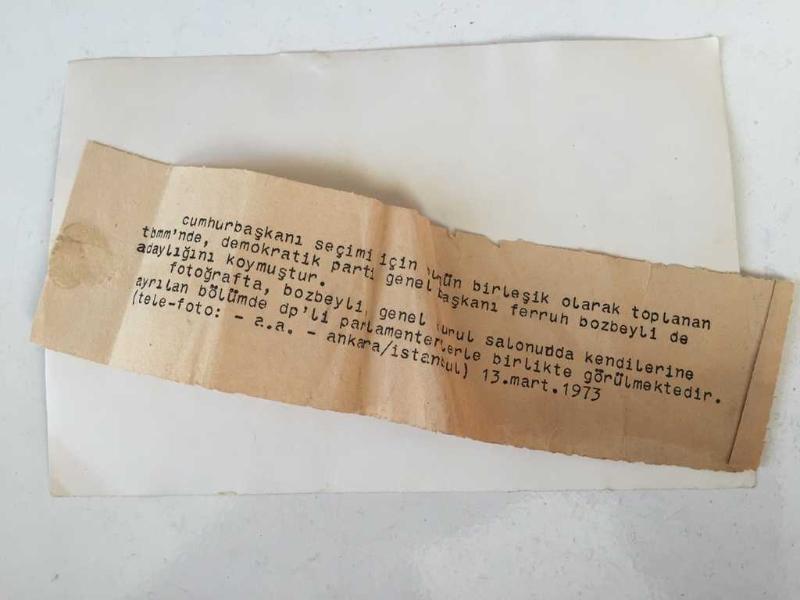 cumhurbaşkanı seçimi için bugün birleşik olarak toplanan
tbmm'nde, demokratik parti genel başkanı ferruh bozbeyli de
adaylığını koymuştur.
fotoğrafta, bozbeyli, genel kurul salonunda kendilerine
ayrılan bölümde dp'li parlamenterlerle birlikte görülmektedir.
(tele-foto: - a.a. - ankara/istanbul) 13.mart.1973